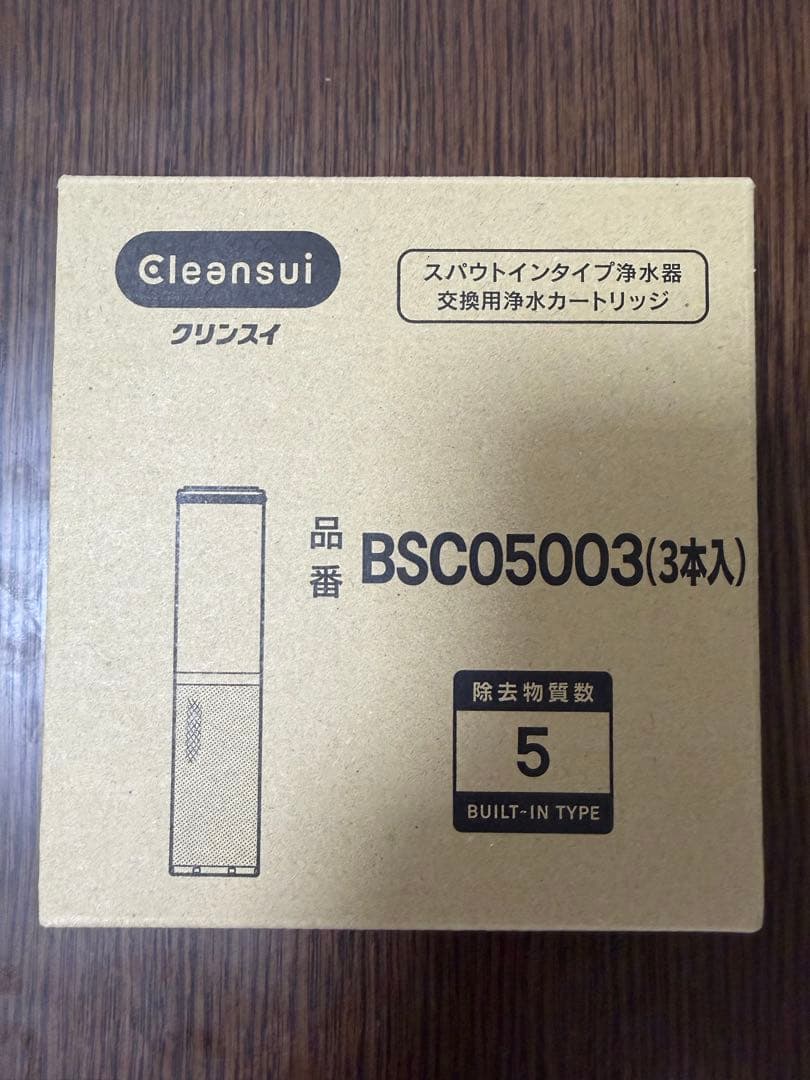 Cleansui
クリンスイ
スパウトインタイプ浄水器
交換用浄水カートリッジ
品番 BSC05003(3本入)
除去物質数
5
BUILT-IN TYPE